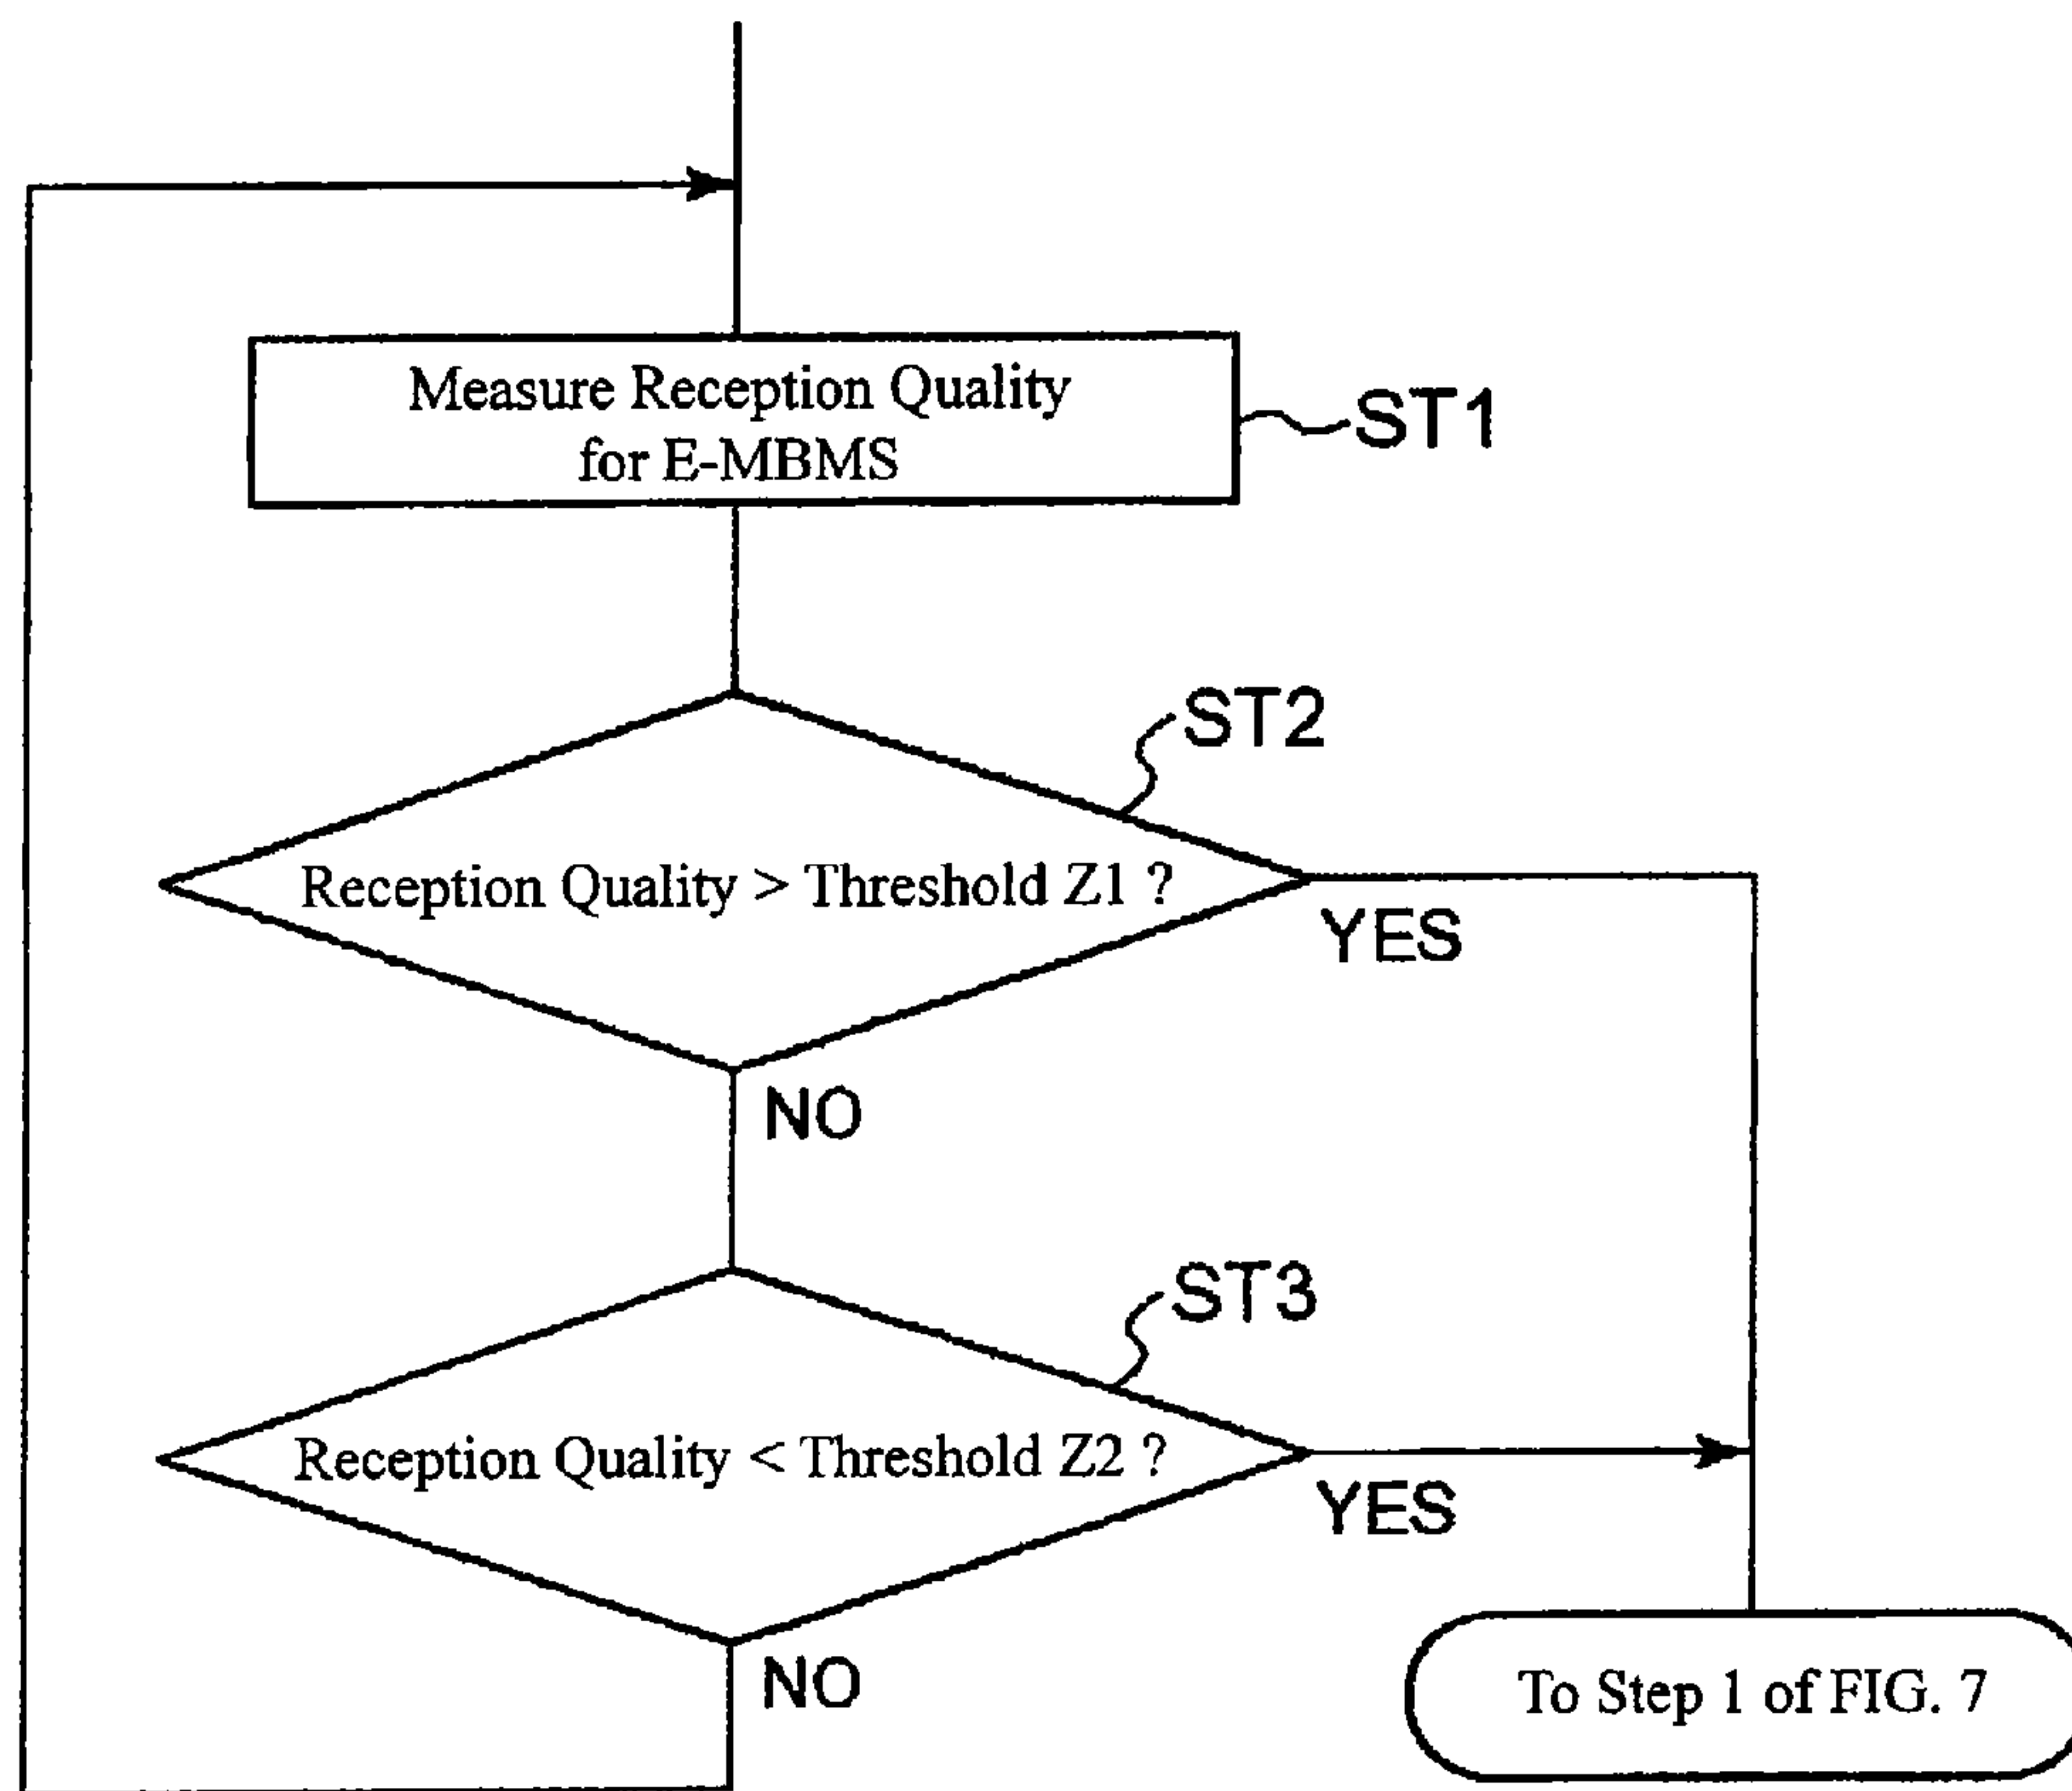 Measure Reception Quality
for E-MBMS
ST1
ST2
Reception Quality > Threshold Z1 ?
YES
NO
ST3
Reception Quality < Threshold Z2 ?
YES
NO
To Step 1 of FIG. 7